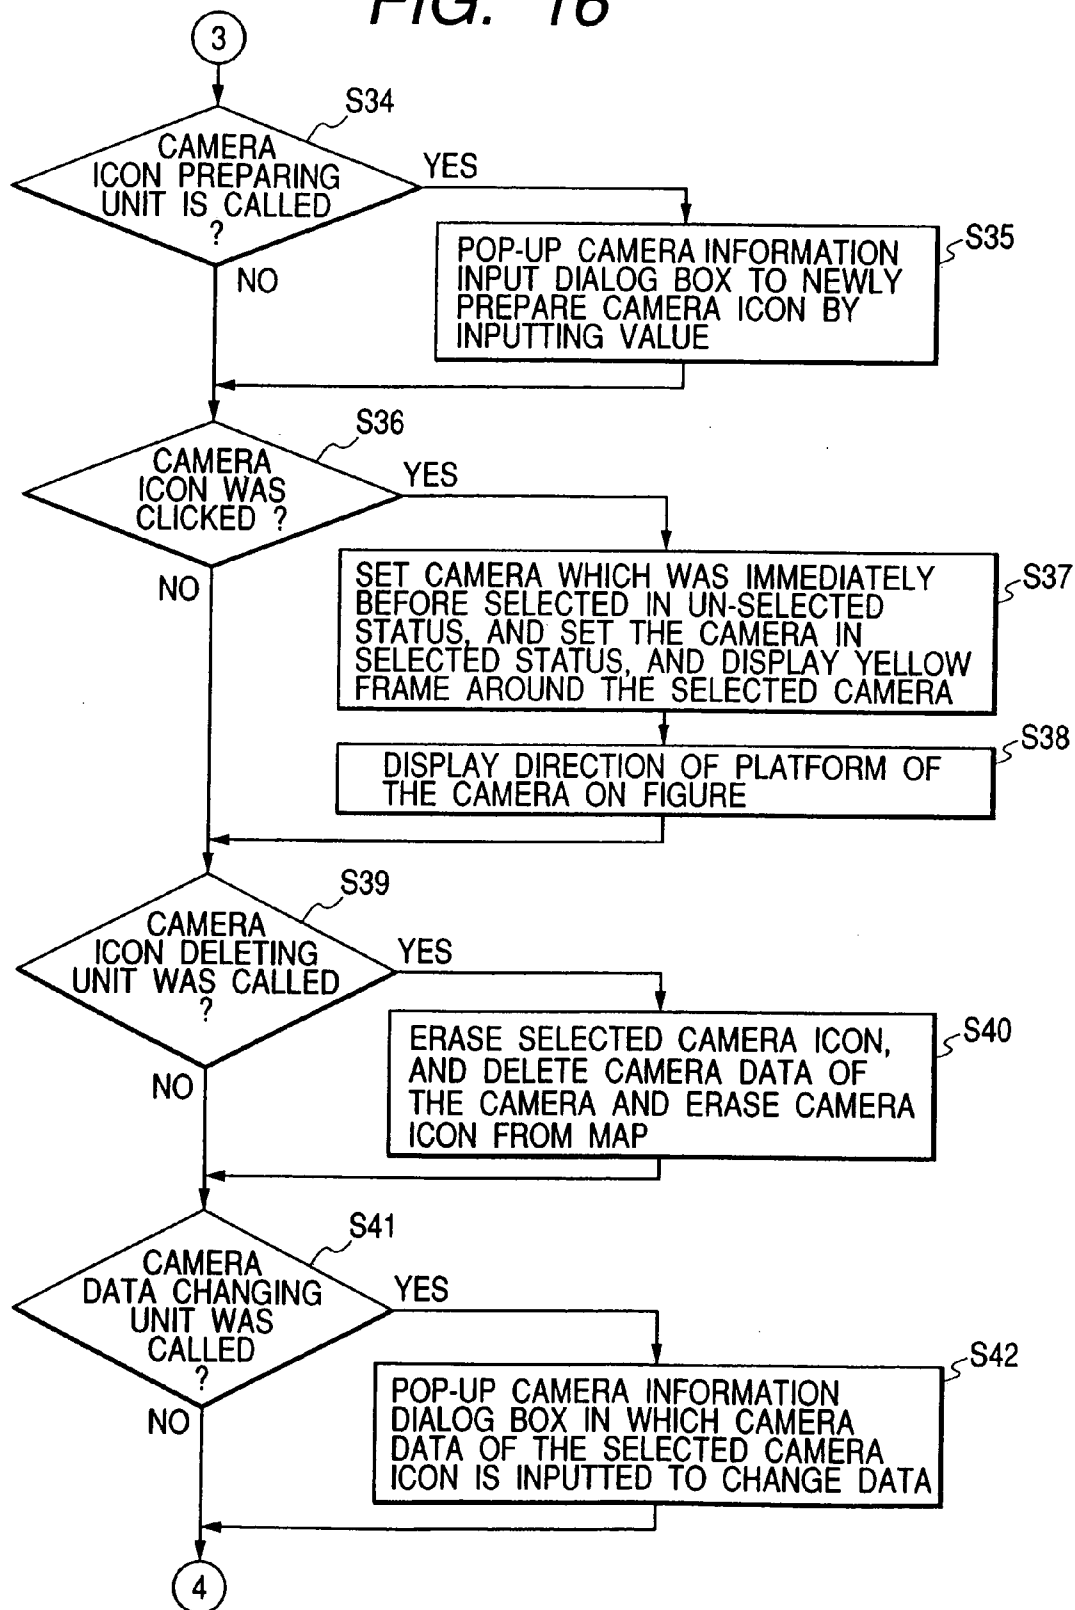 FIG. 16
3
S34
CAMERA
ICON PREPARING
UNIT IS CALLED
?
YES
NO
S35
POP-UP CAMERA INFORMATION
INPUT DIALOG BOX TO NEWLY
PREPARE CAMERA ICON BY
INPUTTING VALUE
S36
CAMERA
ICON WAS
CLICKED ?
YES
NO
S37
SET CAMERA WHICH WAS IMMEDIATELY
BEFORE SELECTED IN UN-SELECTED
STATUS, AND SET THE CAMERA IN
SELECTED STATUS, AND DISPLAY YELLOW
FRAME AROUND THE SELECTED CAMERA
S38
DISPLAY DIRECTION OF PLATFORM OF
THE CAMERA ON FIGURE
S39
CAMERA
ICON DELETING
UNIT WAS CALLED
?
YES
NO
S40
ERASE SELECTED CAMERA ICON,
AND DELETE CAMERA DATA OF
THE CAMERA AND ERASE CAMERA
ICON FROM MAP
S41
CAMERA
DATA CHANGING
UNIT WAS
CALLED
?
YES
NO
S42
POP-UP CAMERA INFORMATION
DIALOG BOX IN WHICH CAMERA
DATA OF THE SELECTED CAMERA
ICON IS INPUTTED TO CHANGE DATA
4